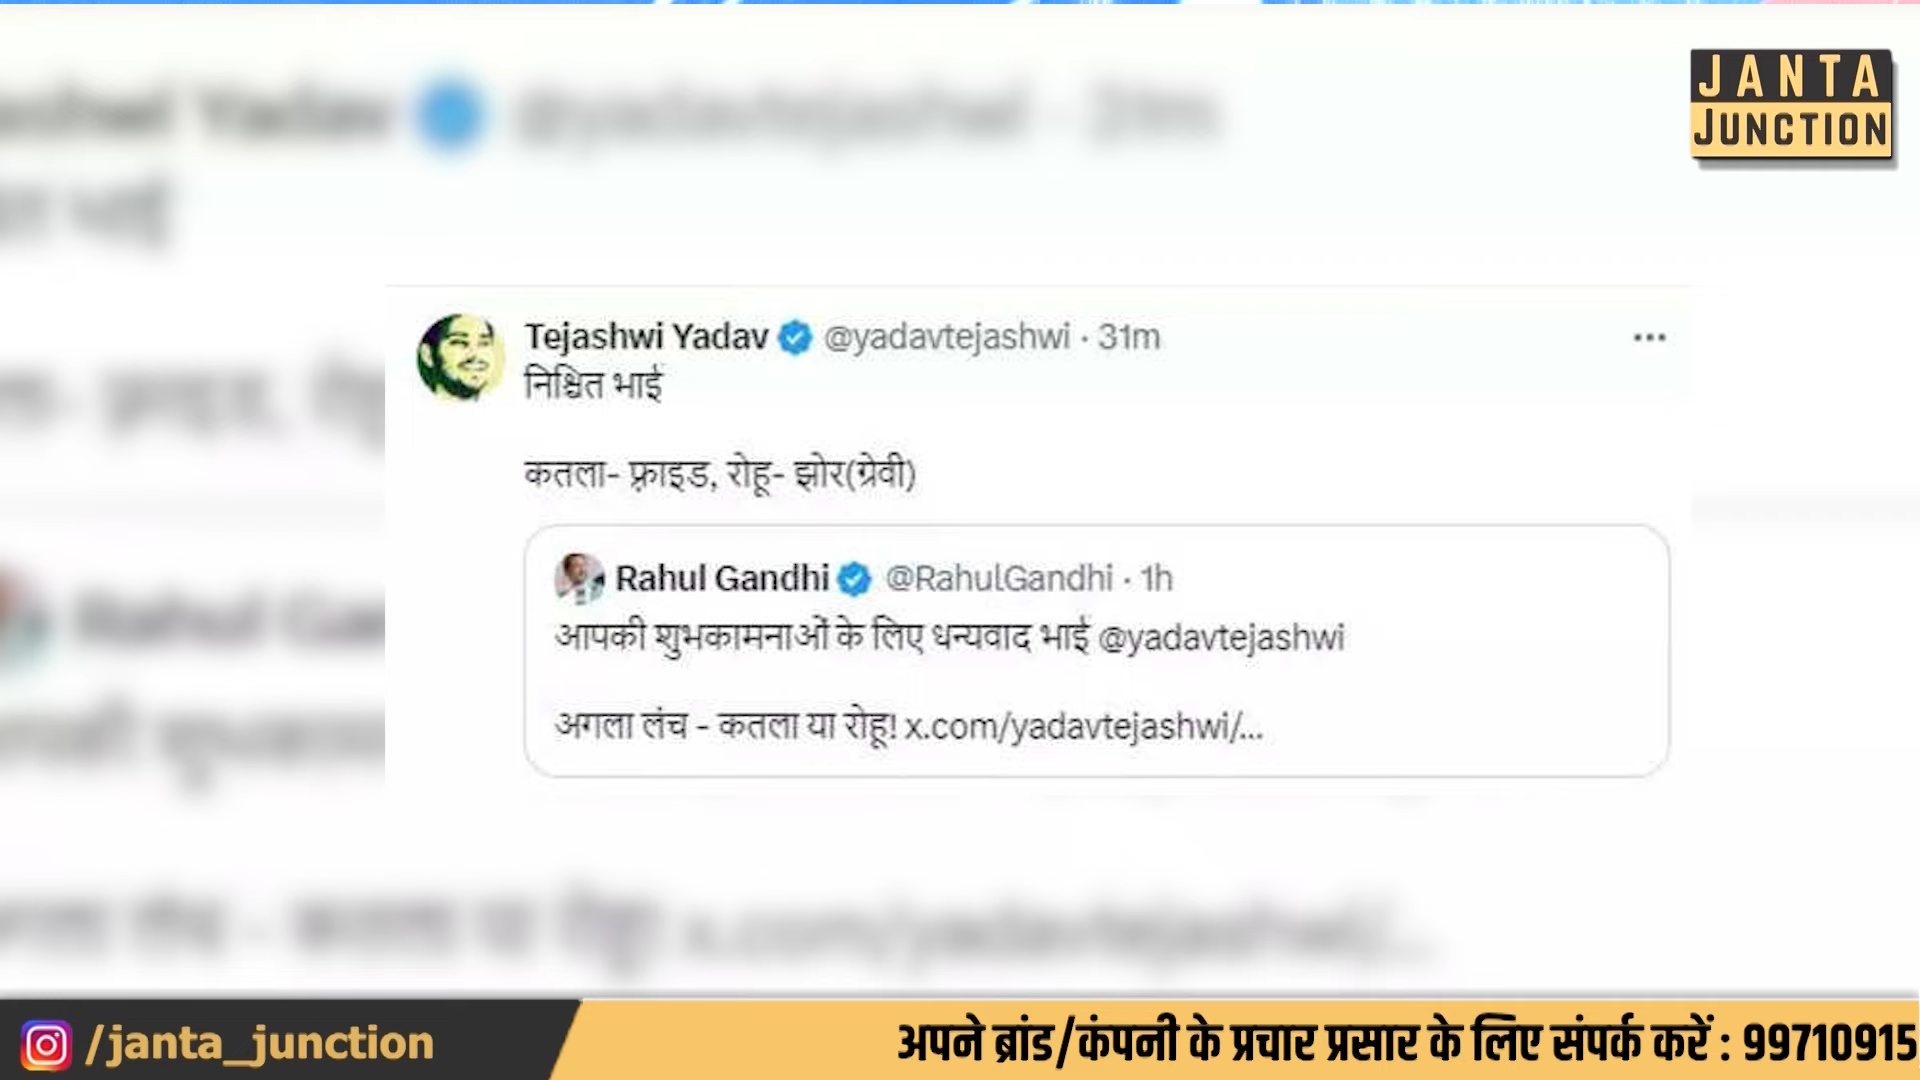 JANTA
JUNCTION
Tejashwi Yadav @yadavtejashwi · 31m
निश्चित भाई
कतला- फ़्राइड, रोहू- झोर(ग्रेवी)
Rahul Gandhi @RahulGandhi · 1h
आपकी शुभकामनाओं के लिए धन्यवाद भाई @yadavtejashwi
अगला लंच - कतला या रोहू! x.com/yadavtejashwi/...
/janta_junction
अपने ब्रांड/कंपनी के प्रचार प्रसार के लिए संपर्क करें : 99710915